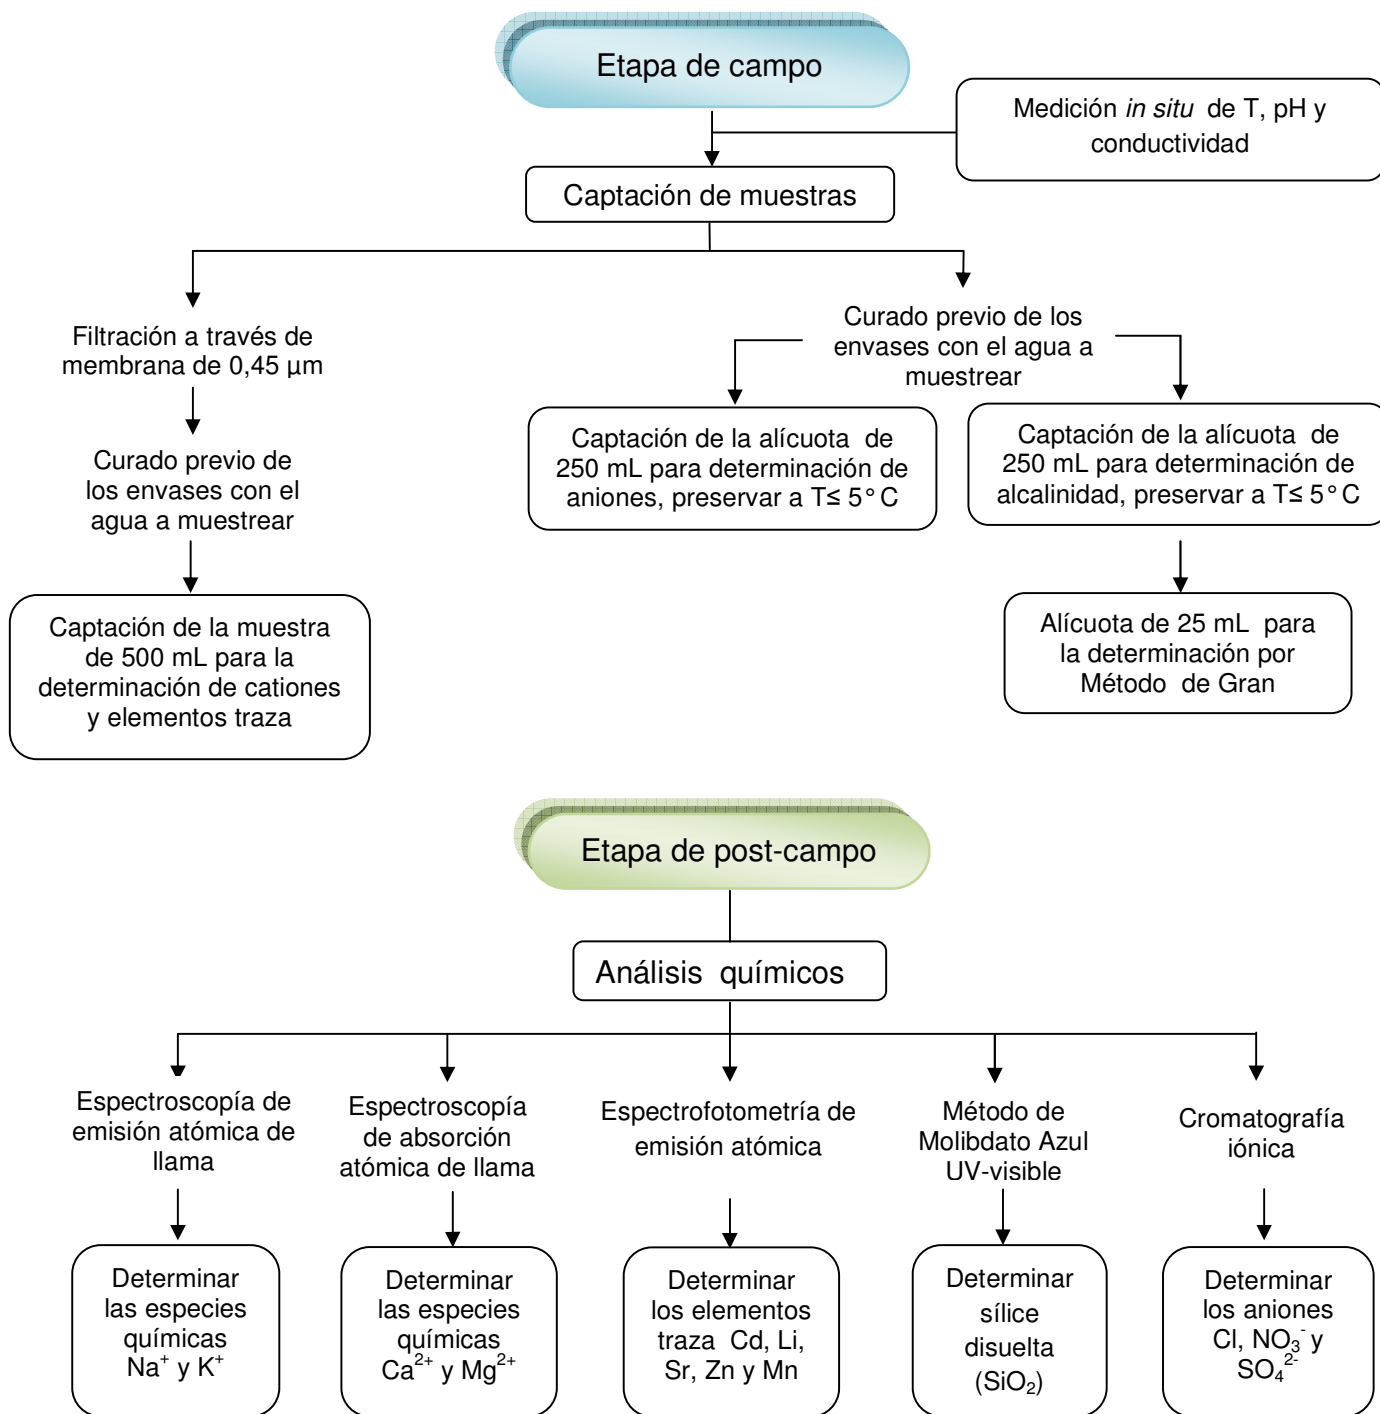 Etapa de campo
Medición in situ de T, pH y
conductividad
Captación de muestras
Filtración a través de
membrana de 0,45 µm
Curado previo de
los envases con el
agua a muestrear
Captación de la muestra
de 500 mL para la
determinación de cationes
y elementos traza
Curado previo de los
envases con el agua a
muestrear
Captación de la alícuota de
250 mL para determinación de
aniones, preservar a T≤ 5° C
Captación de la alícuota de
250 mL para determinación de
alcalinidad, preservar a T≤ 5° C
Alícuota de 25 mL para
la determinación por
Método de Gran
Etapa de post-campo
Análisis químicos
Espectroscopía de
emisión atómica de
llama
Determinar
las especies
químicas
Na⁺ y K⁺
Espectroscopía
de absorción
atómica de llama
Determinar
las especies
químicas
Ca²⁺ y Mg²⁺
Espectrofotometría de
emisión atómica
Determinar
los elementos
traza Cd, Li,
Sr, Zn y Mn
Método de
Molibdato Azul
UV-visible
Determinar
sílice
disuelta
(SiO₂)
Cromatografía
iónica
Determinar
los aniones
Cl, NO₃⁻ y
SO₄²⁻